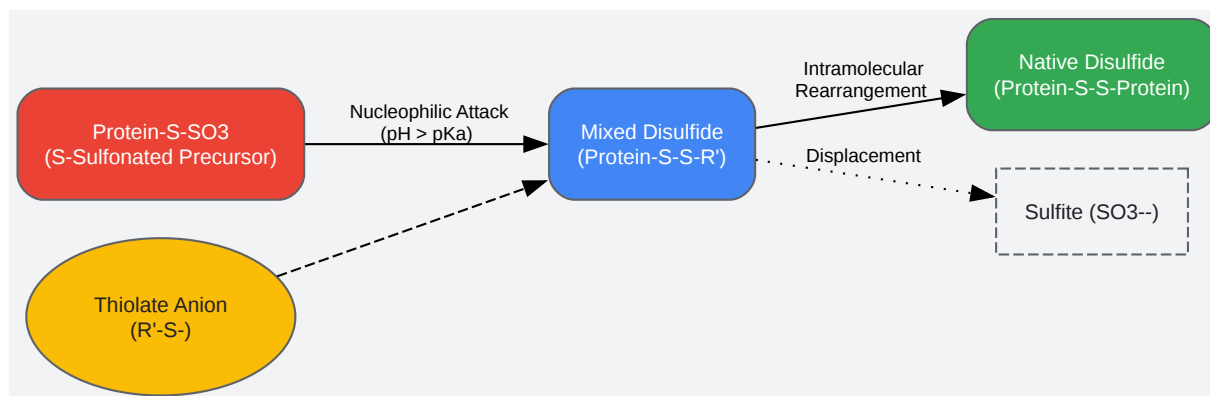 Protein-S-SO3
(S-Sulfonated Precursor)
Nucleophilic Attack
(pH > pKa)
Mixed Disulfide
(Protein-S-S-R')
Intramolecular
Rearrangement
Native Disulfide
(Protein-S-S-Protein)
Displacement
Sulfite (SO3--)
Thiolate Anion
(R'-S-)